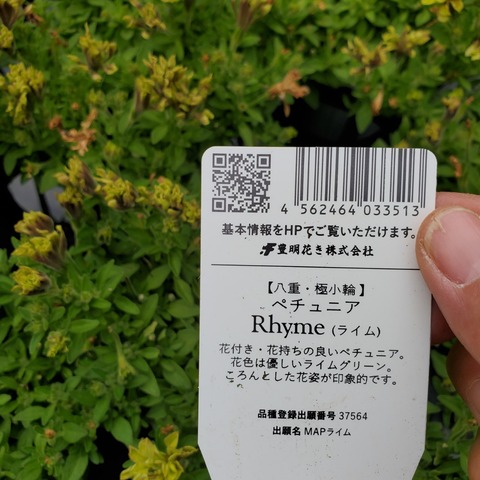 4 562464 033513
基本情報をHPでご覧いただけます。
豊明花き株式会社
【八重・極小輪】
ペチュニア
Rhyme (ライム)
花付き・花持ちの良いペチュニア。
花色は優しいライムグリーン。
ころんとした花姿が印象的です。
品種登録出願番号 37564
出願名 MAPライム